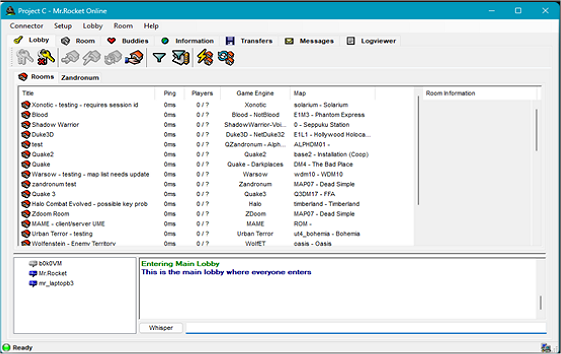 Project C - Mr.Rocket Online
Connector Setup Lobby Room Help
Lobby Room Buddies Information Transfers Messages Logviewer
Rooms Zandronum
Title Ping Players Game Engine Map Room Information
Xonotic - testing - requires session id 0ms 0 / ? Xonotic solarium - Solarium
Blood 0ms 0 / ? Blood - NotBlood E1M3 - Phantom Express
Shadow Warrior 0ms 0 / ? ShadowWarrior-Voi... 0 - Seppuku Station
Duke3D 0ms 0 / ? Duke3D - NetDuke32 E1L1 - Hollywood Holoca...
test 0ms 0 / ? QZandronum - Alph... ALPHDM01 -
Quake2 0ms 0 / ? Quake2 base2 - Installation (Coop)
Quake 0ms 0 / ? Quake - Darkplaces DM4 - The Bad Place
Warsow - testing - map list needs update 0ms 0 / ? Warsow wdm10 - WDM10
zandronum test 0ms 0 / ? Zandronum MAP07 - Dead Simple
Quake 3 0ms 0 / ? Quake3 Q3DM17 - FFA
Halo Combat Evolved - possible key prob 0ms 0 / ? Halo timberland - Timberland
Zdoom Room 0ms 0 / ? ZDoom MAP07 - Dead Simple
MAME - client/server UME 0ms 0 / ? MAME ROM -
Urban Terror - testing 0ms 0 / ? Urban Terror ut4_bohemia - Bohemia
Wolfenstein - Enemy Territory 0ms 0 / ? WolfET oasis - Oasis
b0k0VM
Mr.Rocket
mr_laptopb3
Entering Main Lobby
This is the main lobby where everyone enters
Whisper
Ready